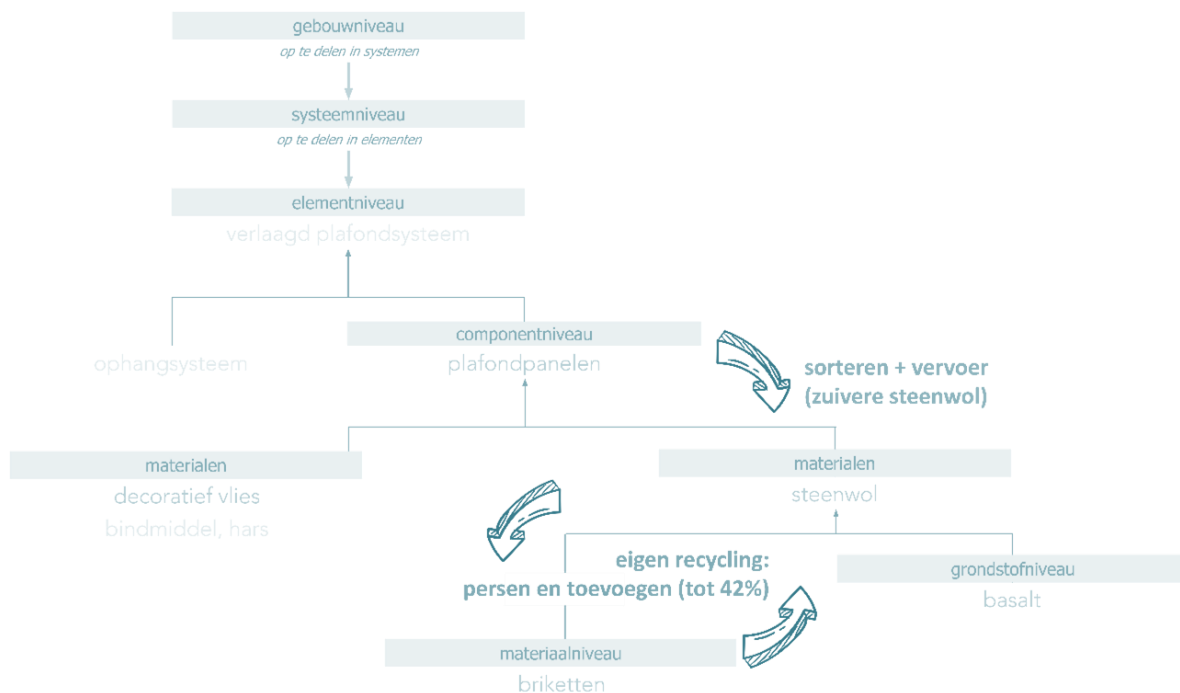 gebouwniveau
op te delen in systemen
systeemniveau
op te delen in elementen
elementniveau
verlaagd plafondsysteem
componentniveau
ophangsysteem
plafondpanelen
sorteren + vervoer
(zuivere steenwol)
materialen
decoratief vlies
bindmiddel, hars
materialen
steenwol
eigen recycling:
persen en toevoegen (tot 42%)
grondstofniveau
basalt
materiaalniveau
briketten